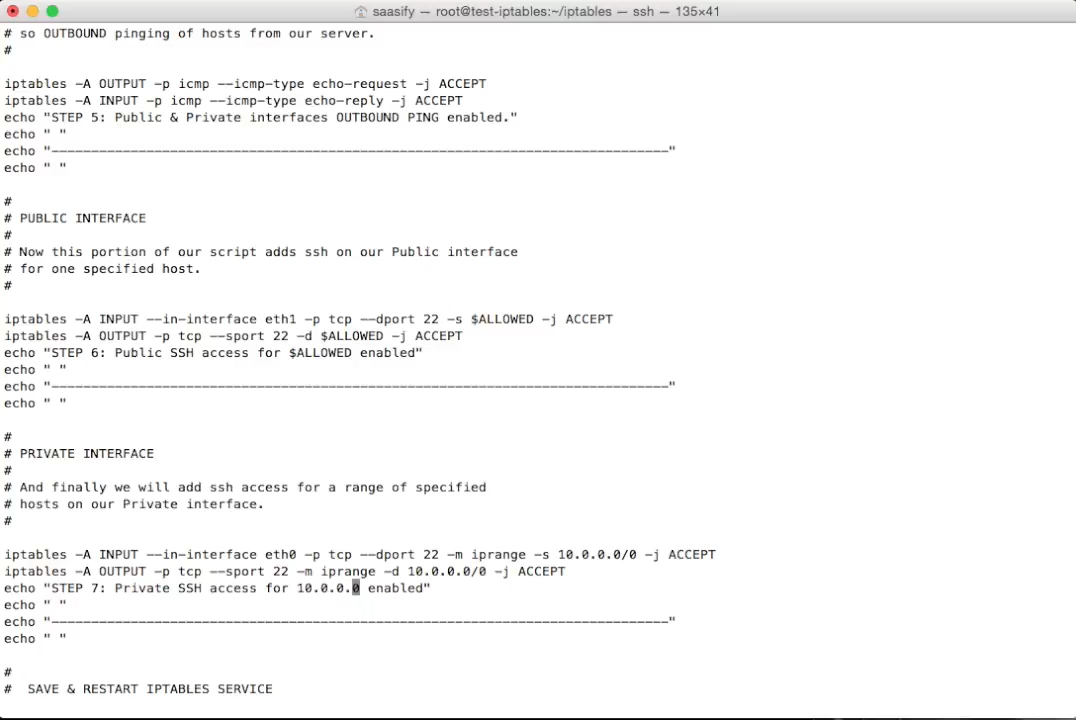 saasify — root@test-iptables:~/iptables — ssh — 135×41
# so OUTBOUND pinging of hosts from our server.
#
iptables -A OUTPUT -p icmp --icmp-type echo-request -j ACCEPT
iptables -A INPUT -p icmp --icmp-type echo-reply -j ACCEPT
echo "STEP 5: Public & Private interfaces OUTBOUND PING enabled."
echo " "
echo "------------------------------------------------------------------------------"
echo " "
#
# PUBLIC INTERFACE
#
# Now this portion of our script adds ssh on our Public interface
# for one specified host.
#
iptables -A INPUT --in-interface eth1 -p tcp --dport 22 -s $ALLOWED -j ACCEPT
iptables -A OUTPUT -p tcp --sport 22 -d $ALLOWED -j ACCEPT
echo "STEP 6: Public SSH access for $ALLOWED enabled"
echo " "
echo "------------------------------------------------------------------------------"
echo " "
#
# PRIVATE INTERFACE
#
# And finally we will add ssh access for a range of specified
# hosts on our Private interface.
#
iptables -A INPUT --in-interface eth0 -p tcp --dport 22 -m iprange -s 10.0.0.0/0 -j ACCEPT
iptables -A OUTPUT -p tcp --sport 22 -m iprange -d 10.0.0.0/0 -j ACCEPT
echo "STEP 7: Private SSH access for 10.0.0.0 enabled"
echo " "
echo "------------------------------------------------------------------------------"
echo " "
#
#  SAVE & RESTART IPTABLES SERVICE